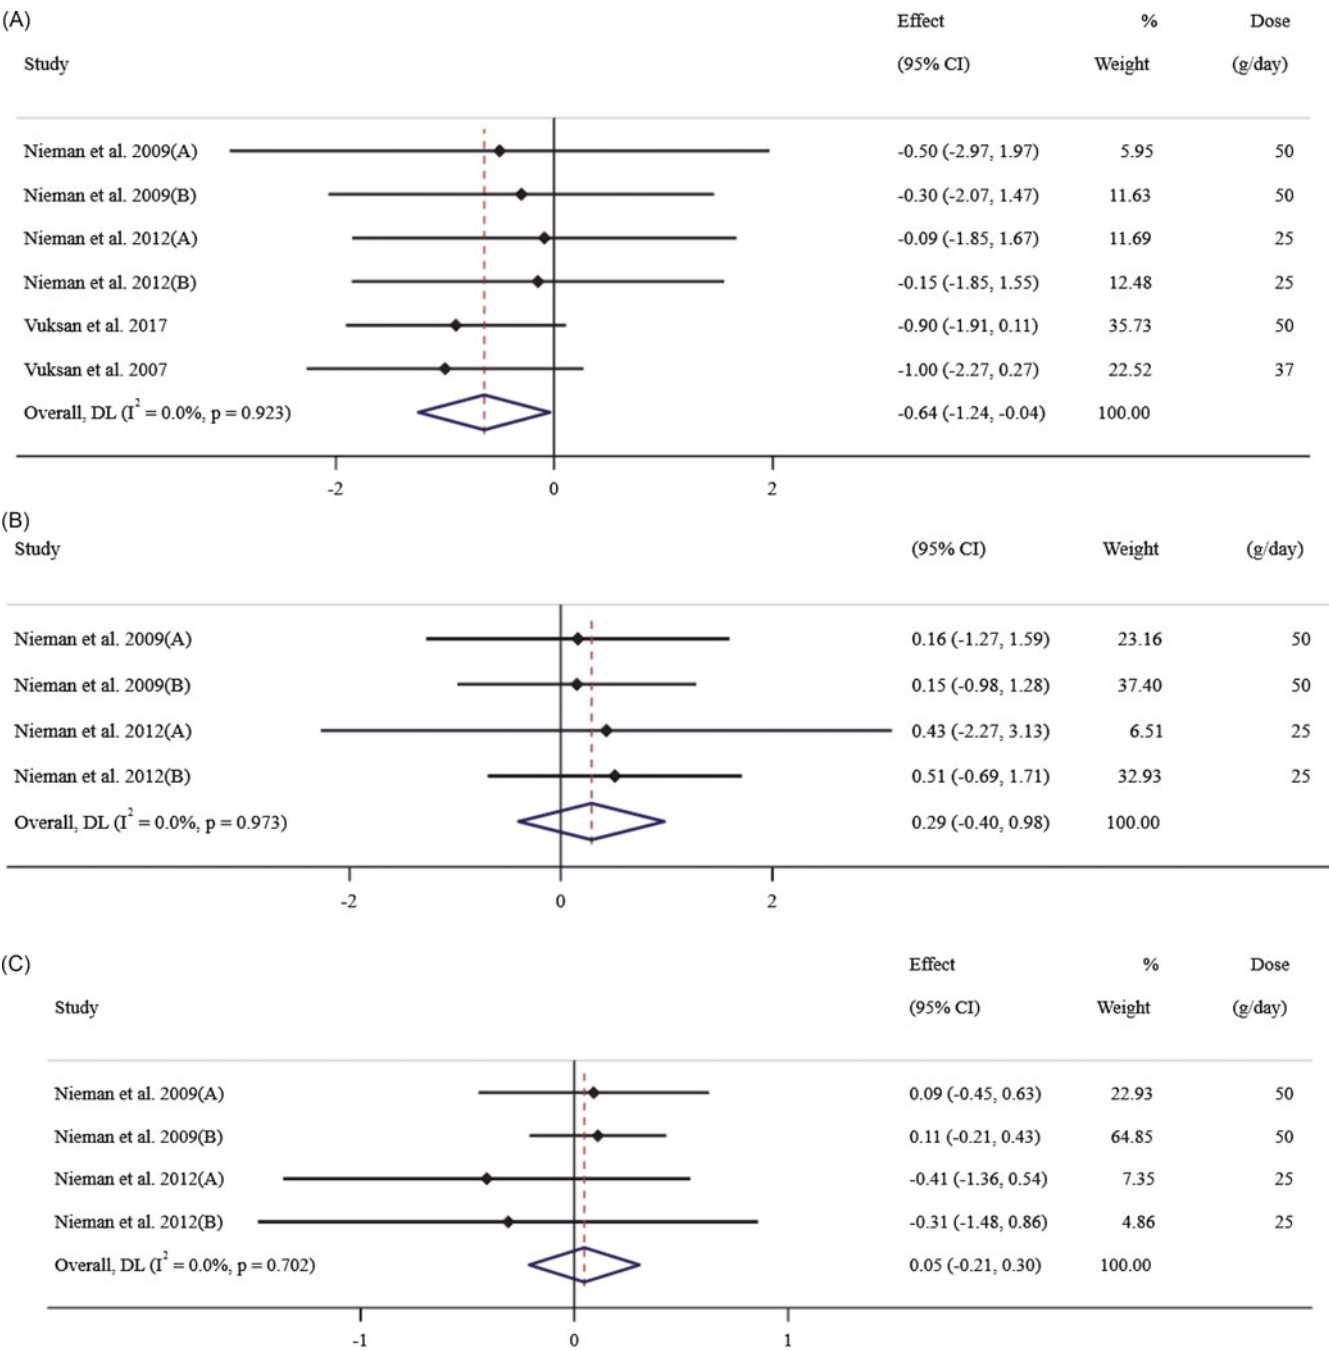 (A)
Effect % Dose
Study (95% CI) Weight (g/day)
Nieman et al. 2009(A) -0.50 (-2.97, 1.97) 5.95 50
Nieman et al. 2009(B) -0.30 (-2.07, 1.47) 11.63 50
Nieman et al. 2012(A) -0.09 (-1.85, 1.67) 11.69 25
Nieman et al. 2012(B) -0.15 (-1.85, 1.55) 12.48 25
Vuksan et al. 2017 -0.90 (-1.91, 0.11) 35.73 50
Vuksan et al. 2007 -1.00 (-2.27, 0.27) 22.52 37
Overall, DL (I² = 0.0%, p = 0.923) -0.64 (-1.24, -0.04) 100.00
-2 0 2
(B)
Study (95% CI) Weight (g/day)
Nieman et al. 2009(A) 0.16 (-1.27, 1.59) 23.16 50
Nieman et al. 2009(B) 0.15 (-0.98, 1.28) 37.40 50
Nieman et al. 2012(A) 0.43 (-2.27, 3.13) 6.51 25
Nieman et al. 2012(B) 0.51 (-0.69, 1.71) 32.93 25
Overall, DL (I² = 0.0%, p = 0.973) 0.29 (-0.40, 0.98) 100.00
-2 0 2
(C)
Effect % Dose
Study (95% CI) Weight (g/day)
Nieman et al. 2009(A) 0.09 (-0.45, 0.63) 22.93 50
Nieman et al. 2009(B) 0.11 (-0.21, 0.43) 64.85 50
Nieman et al. 2012(A) -0.41 (-1.36, 0.54) 7.35 25
Nieman et al. 2012(B) -0.31 (-1.48, 0.86) 4.86 25
Overall, DL (I² = 0.0%, p = 0.702) 0.05 (-0.21, 0.30) 100.00
-1 0 1